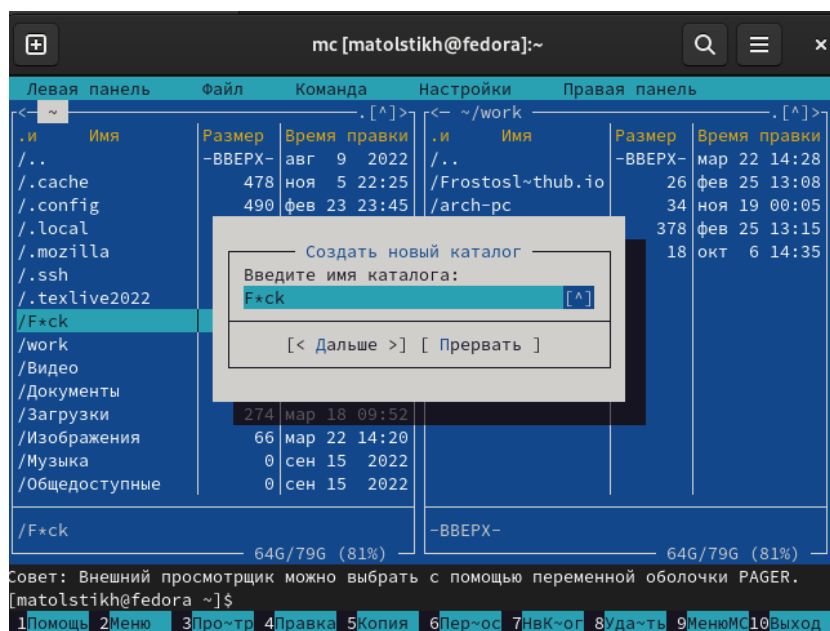 mc [matolstikh@fedora]:~
Левая панель Файл Команда Настройки Правая панель
<— ~ .[^]> <— ~/work .[^]>
.и Имя Размер Время правки .и Имя Размер Время правки
/.. -ВВЕРХ- авг 9 2022 /.. -ВВЕРХ- мар 22 14:28
/.cache 478 ноя 5 22:25 /Frostosl~thub.io 26 фев 25 13:08
/.config 490 фев 23 23:45 /arch-pc 34 ноя 19 00:05
/.local 378 фев 25 13:15
/.mozilla Создать новый каталог 18 окт 6 14:35
/.ssh Введите имя каталога:
/.texlive2022 F*ck [^]
/F*ck
/work [< Дальше >] [ Прервать ]
/Видео
/Документы
/Загрузки 274 мар 18 09:52
/Изображения 66 мар 22 14:20
/Музыка 0 сен 15 2022
/Общедоступные 0 сен 15 2022
/F*ck -ВВЕРХ-
64G/79G (81%) 64G/79G (81%)
Совет: Внешний просмотрщик можно выбрать с помощью переменной оболочки PAGER.
[matolstikh@fedora ~]$
1Помощь 2Меню 3Про~тр 4Правка 5Копия 6Пер~ос 7НвК~ог 8Уда~ть 9МенюМС 10Выход